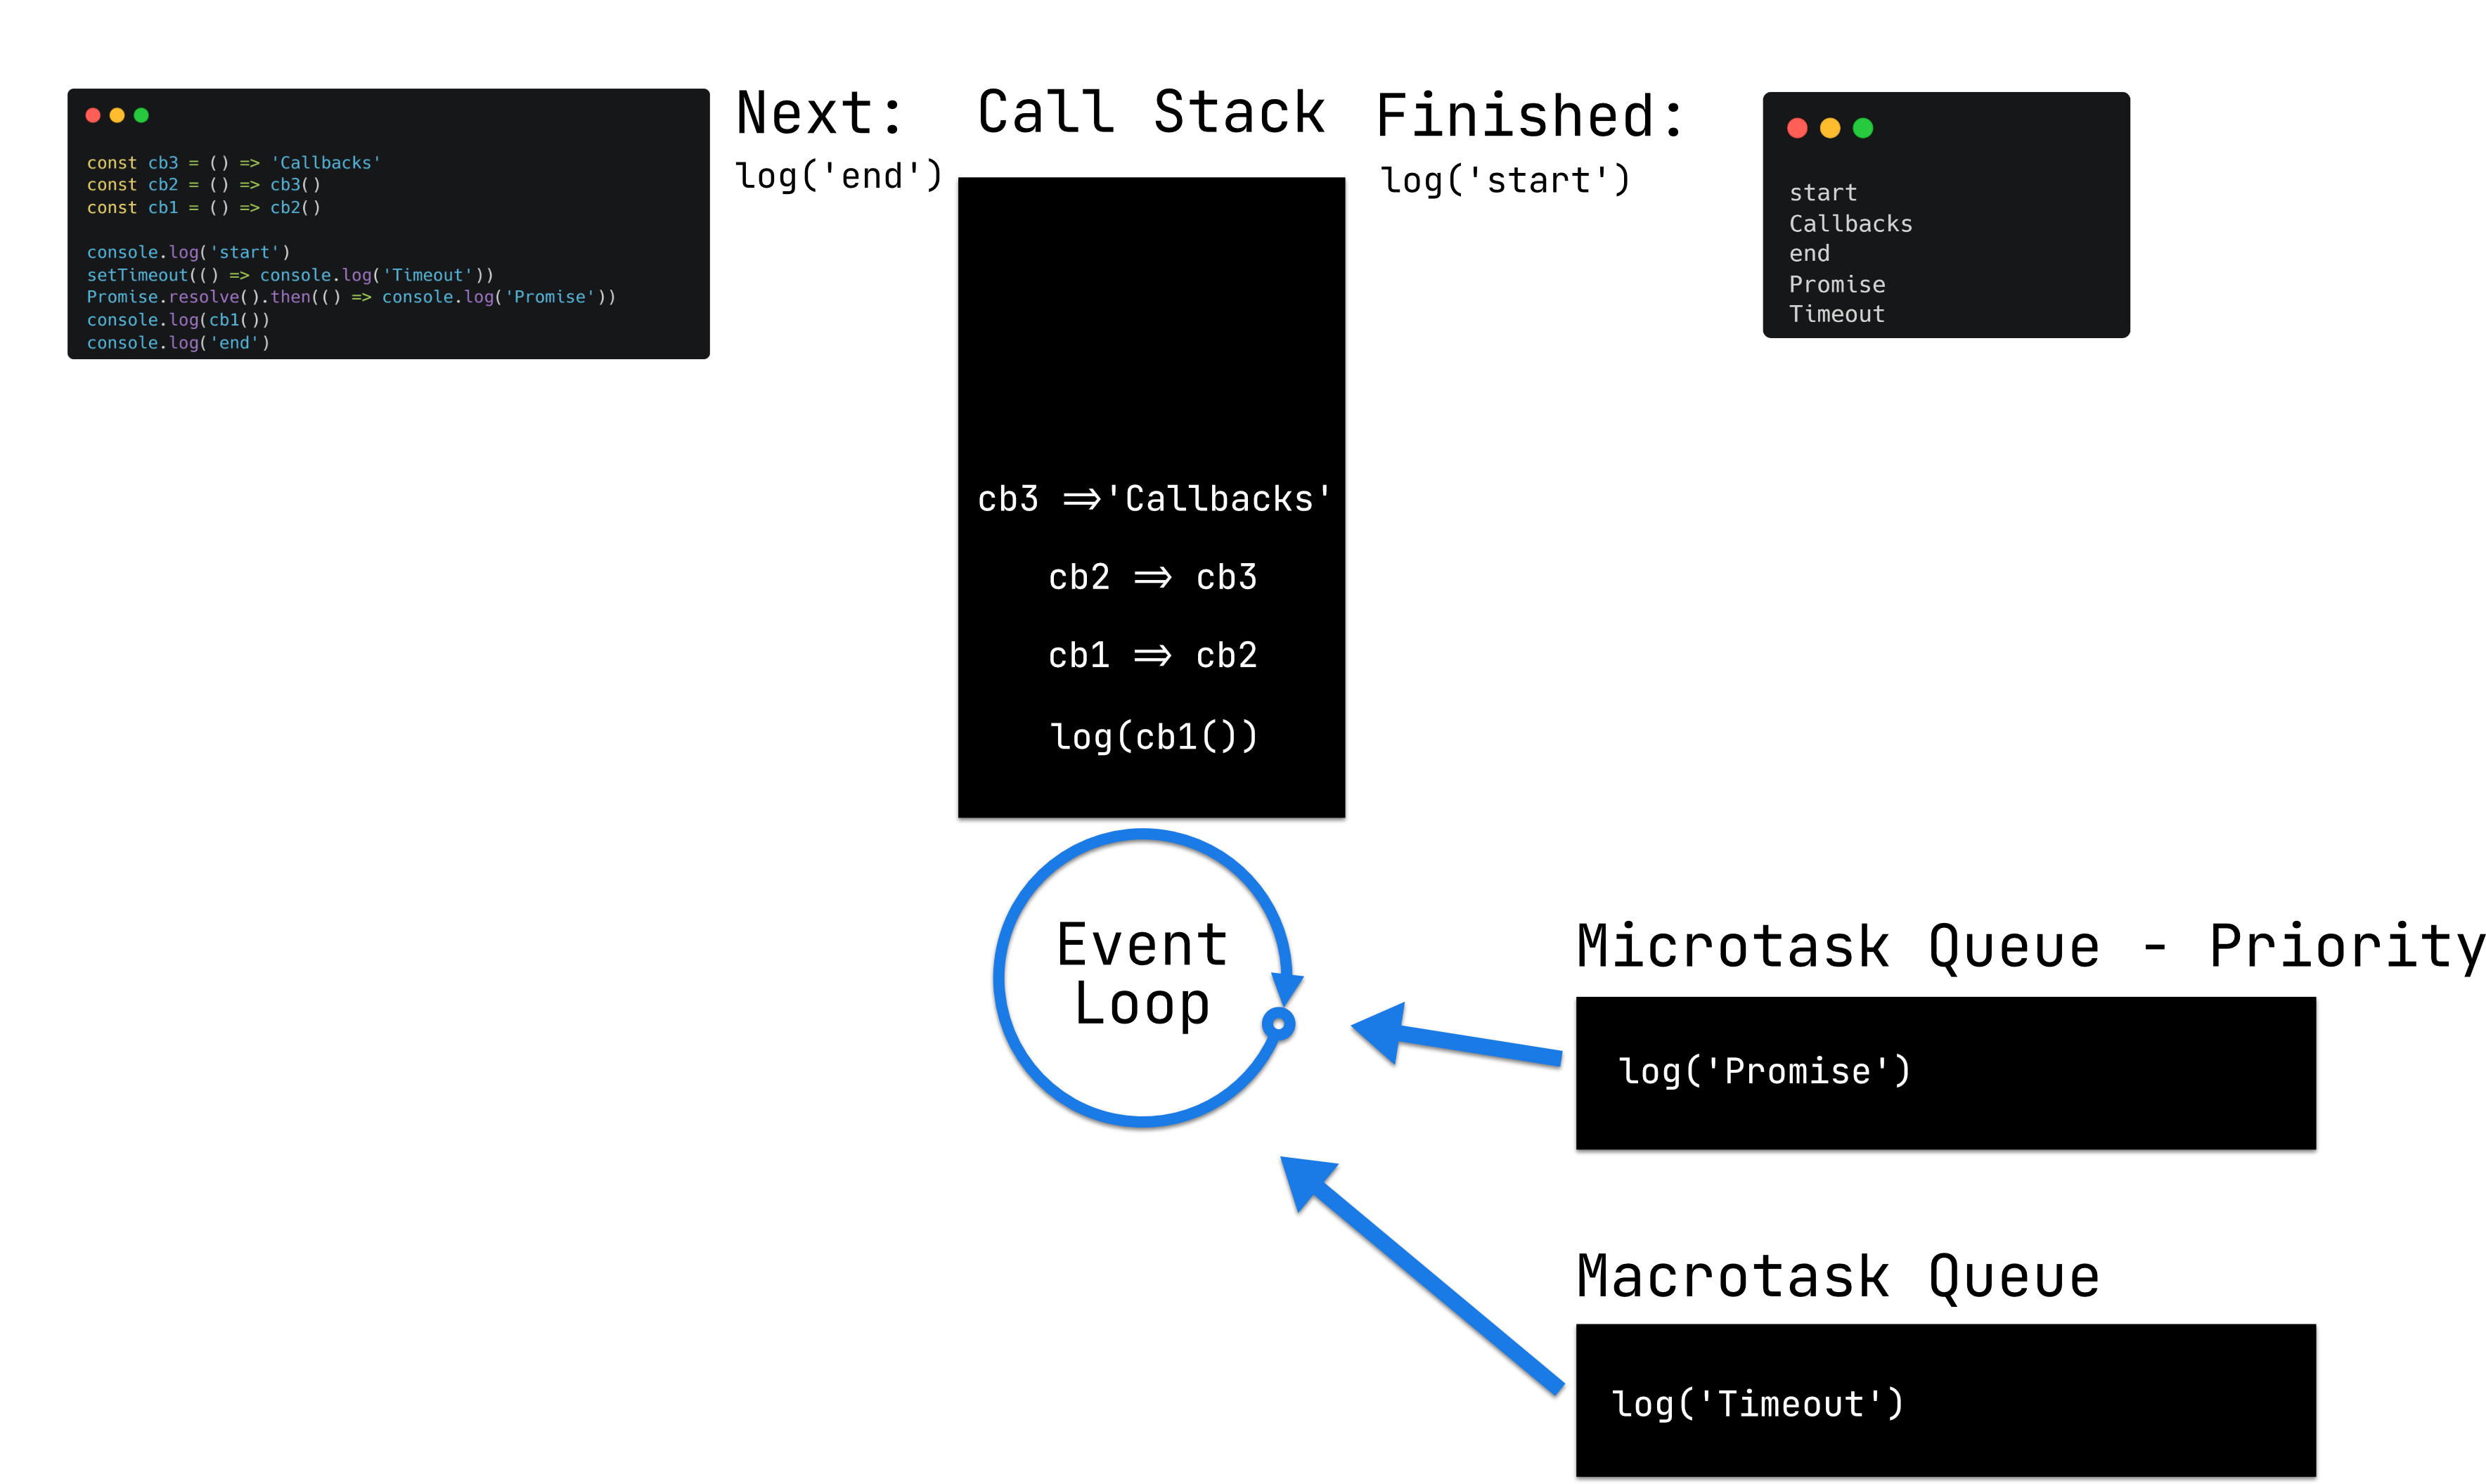 const cb3 = () => 'Callbacks'
const cb2 = () => cb3()
const cb1 = () => cb2()
console.log('start')
setTimeout(() => console.log('Timeout'))
Promise.resolve().then(() => console.log('Promise'))
console.log(cb1())
console.log('end')
Next:
log('end')
Call Stack
cb3 ⇒'Callbacks'
cb2 ⇒ cb3
cb1 ⇒ cb2
log(cb1())
Finished:
log('start')
start
Callbacks
end
Promise
Timeout
Event
Loop
Microtask Queue - Priority
log('Promise')
Macrotask Queue
log('Timeout')